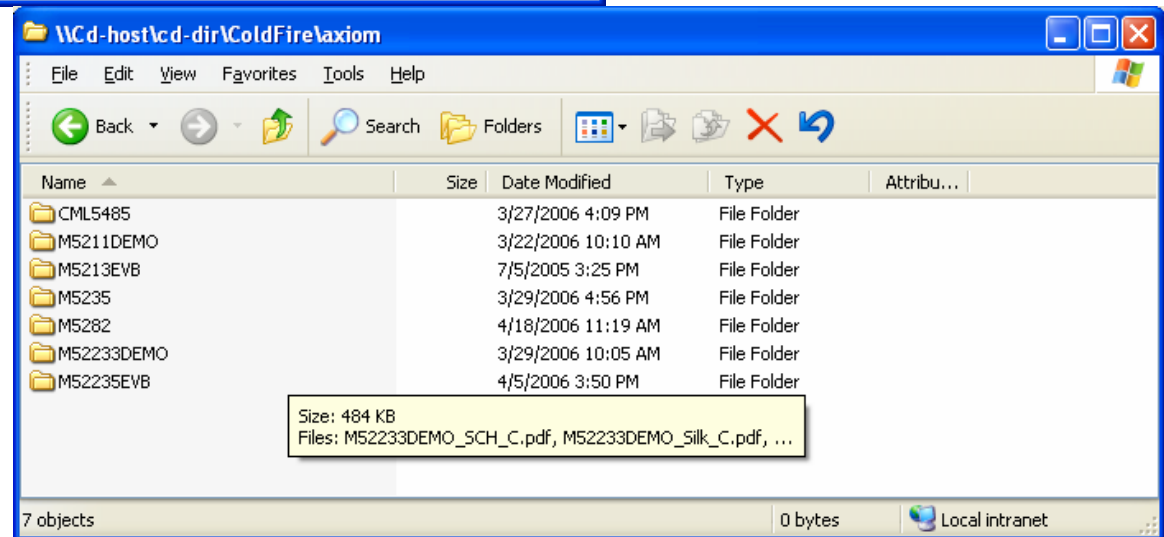 \\Cd-host\cd-dir\ColdFire\axiom
File Edit View Favorites Tools Help
Back Search Folders
Name Size Date Modified Type Attribu...
CML5485 3/27/2006 4:09 PM File Folder
M5211DEMO 3/22/2006 10:10 AM File Folder
M5213EVB 7/5/2005 3:25 PM File Folder
M5235 3/29/2006 4:56 PM File Folder
M5282 4/18/2006 11:19 AM File Folder
M52233DEMO 3/29/2006 10:05 AM File Folder
M52235EVB 4/5/2006 3:50 PM File Folder
Size: 484 KB
Files: M52233DEMO_SCH_C.pdf, M52233DEMO_Silk_C.pdf, ...
7 objects 0 bytes Local intranet